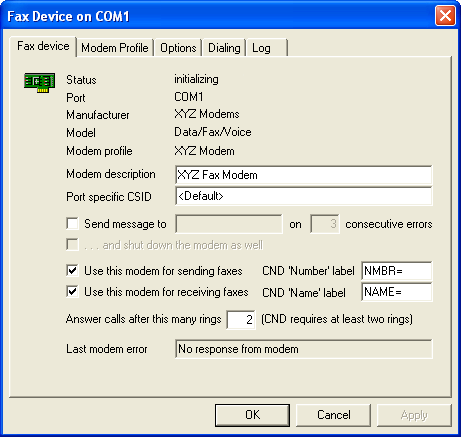 Fax Device on COM1
Fax device Modem Profile Options Dialing Log
Status initializing
Port COM1
Manufacturer XYZ Modems
Model Data/Fax/Voice
Modem profile XYZ Modem
Modem description XYZ Fax Modem
Port specific CSID <Default>
Send message to on 3 consecutive errors
. . . and shut down the modem as well
Use this modem for sending faxes CND 'Number' label NMBR=
Use this modem for receiving faxes CND 'Name' label NAME=
Answer calls after this many rings 2 (CND requires at least two rings)
Last modem error No response from modem
OK Cancel Apply